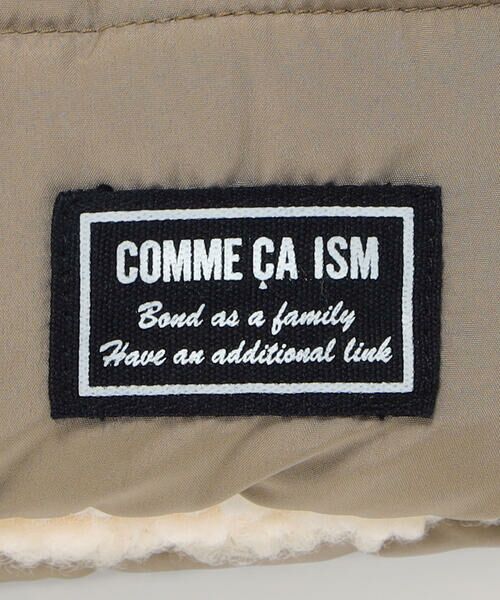 COMME ÇA ISM
Bond as a family
Have an additional link